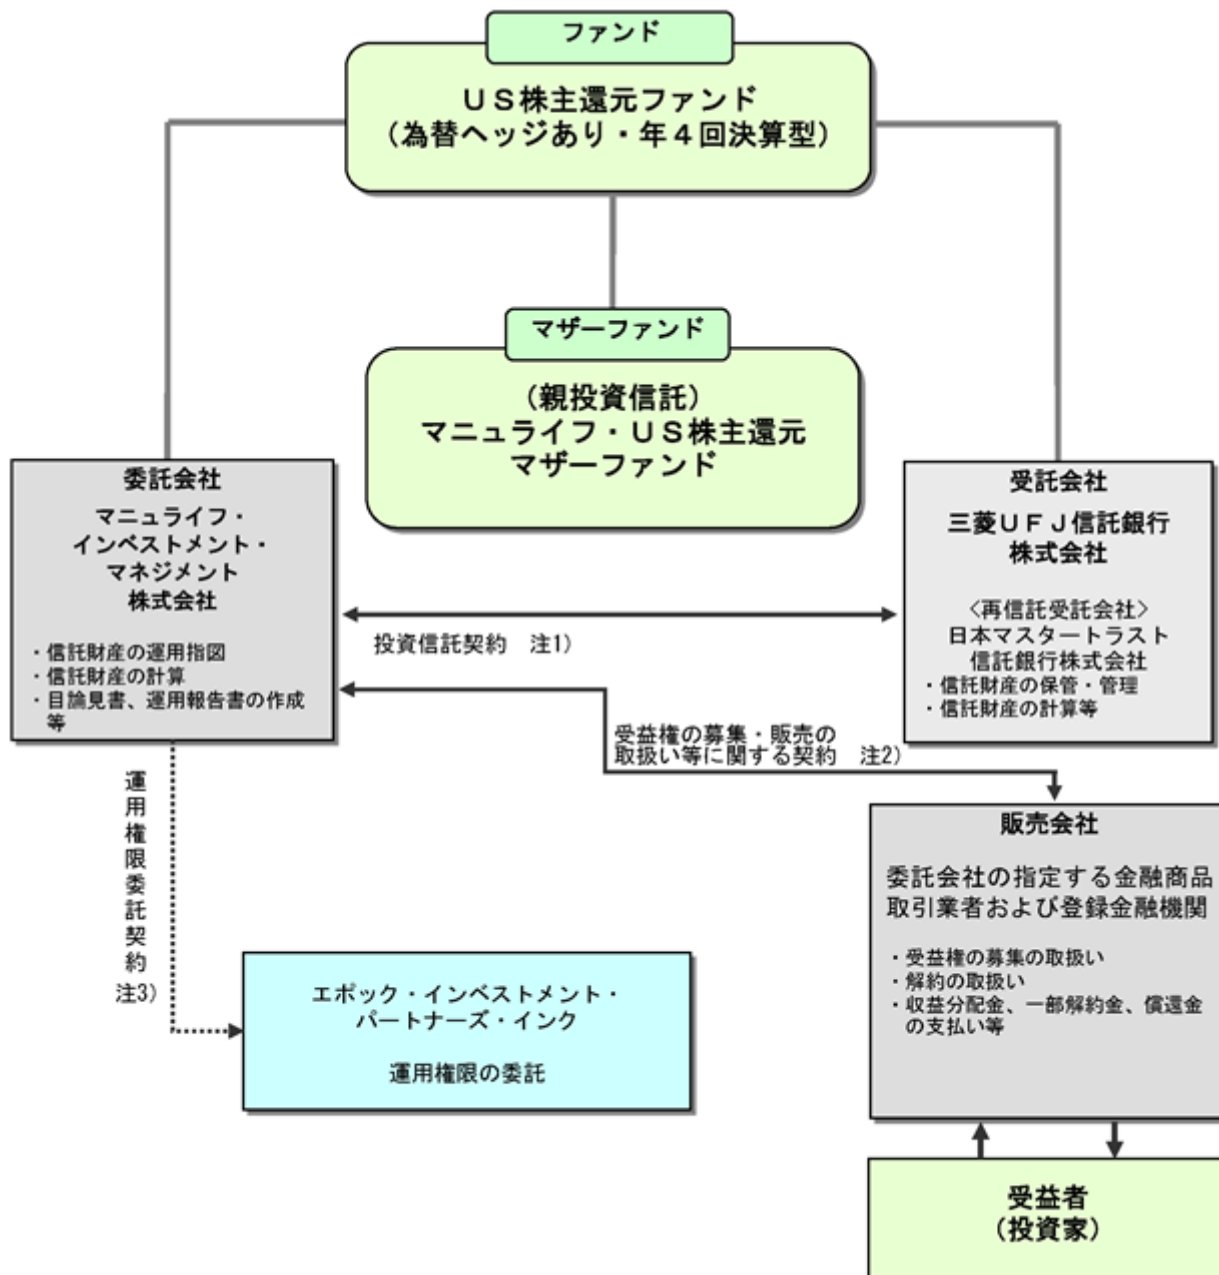 ファンド
US株主還元ファンド
（為替ヘッジあり・年４回決算型）
マザーファンド
（親投資信託）
マニュライフ・US株主還元
マザーファンド
委託会社
マニュライフ・
インベストメント・
マネジメント
株式会社
・信託財産の運用指図
・信託財産の計算
・目論見書、運用報告書の作成
等
受託会社
三菱UFJ信託銀行
株式会社
〈再信託受託会社〉
日本マスタートラスト
信託銀行株式会社
・信託財産の保管・管理
・信託財産の計算等
投資信託契約　注1）
受益権の募集・販売の
取扱い等に関する契約　注2）
運用権限委託契約
注3）
エポック・インベストメント・
パートナーズ・インク
運用権限の委託
販売会社
委託会社の指定する金融商品
取引業者および登録金融機関
・受益権の募集の取扱い
・解約の取扱い
・収益分配金、一部解約金、償還金
の支払い等
受益者
（投資家）